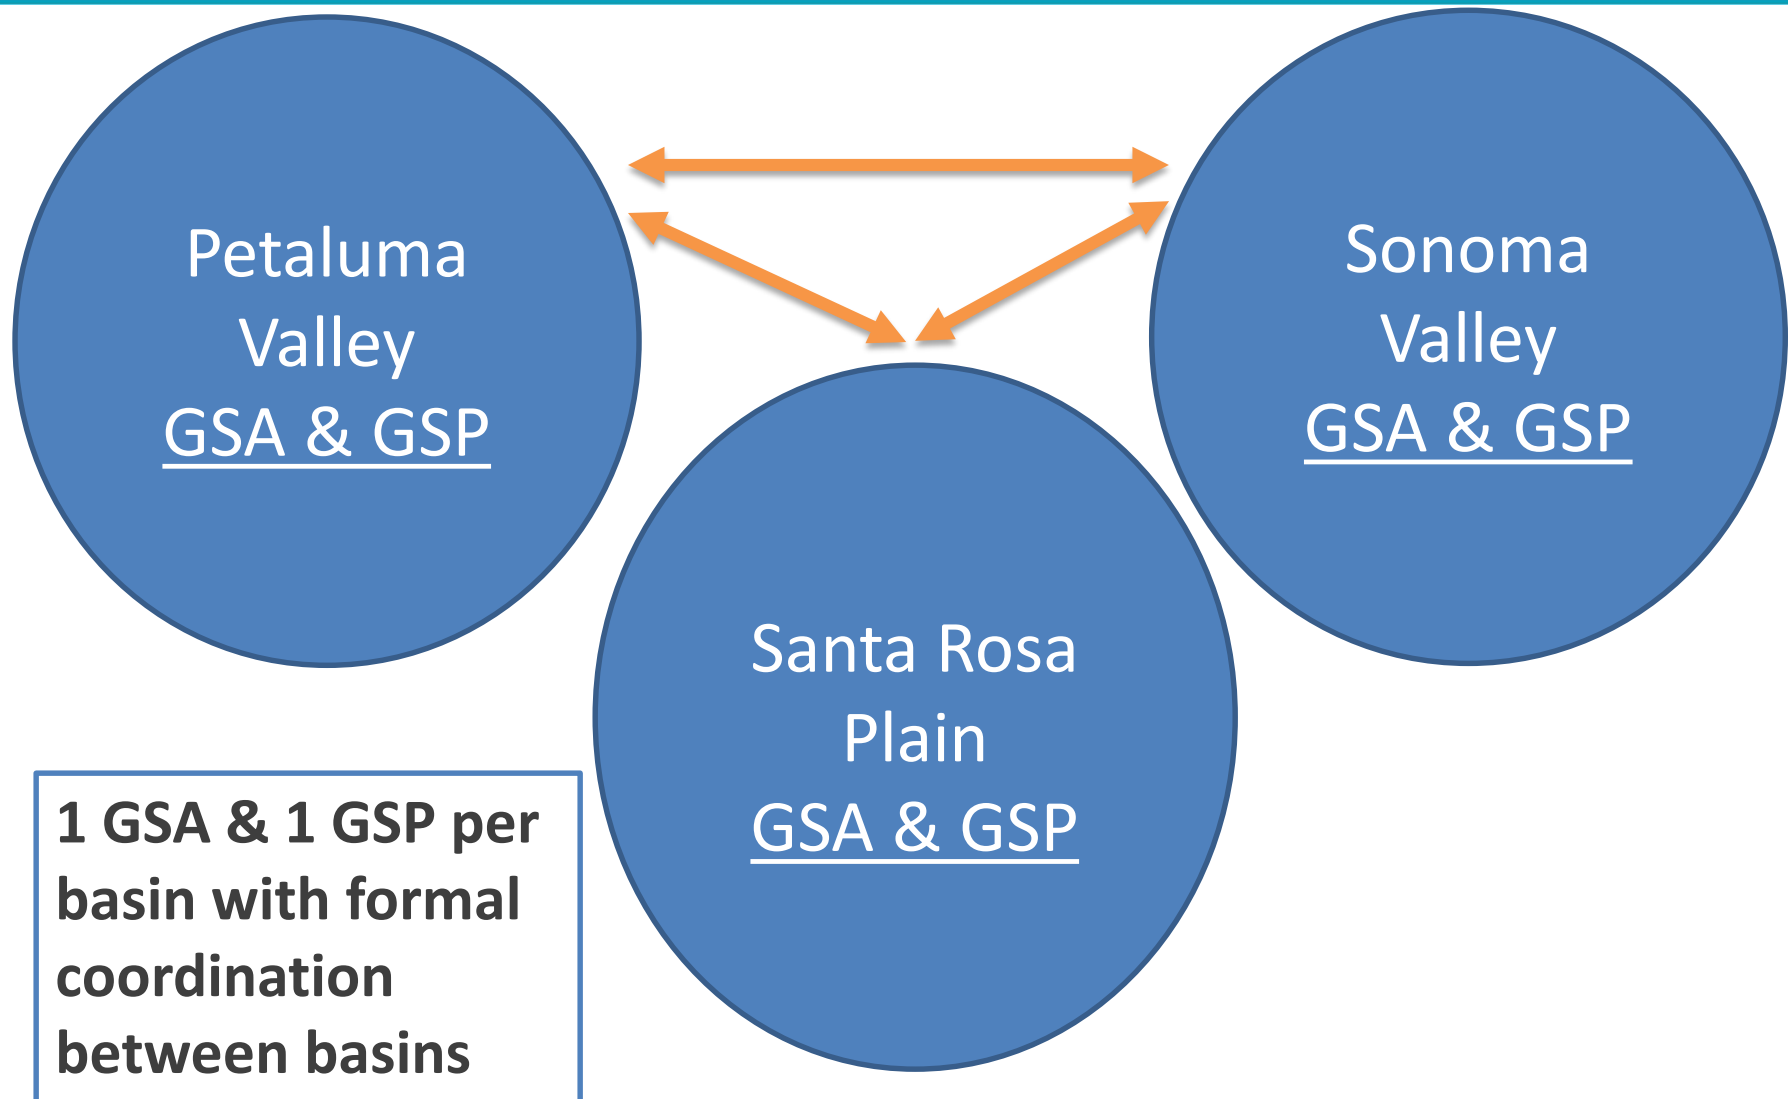 Petaluma
Valley
GSA & GSP
Sonoma
Valley
GSA & GSP
Santa Rosa
Plain
GSA & GSP
1 GSA & 1 GSP per
basin with formal
coordination
between basins